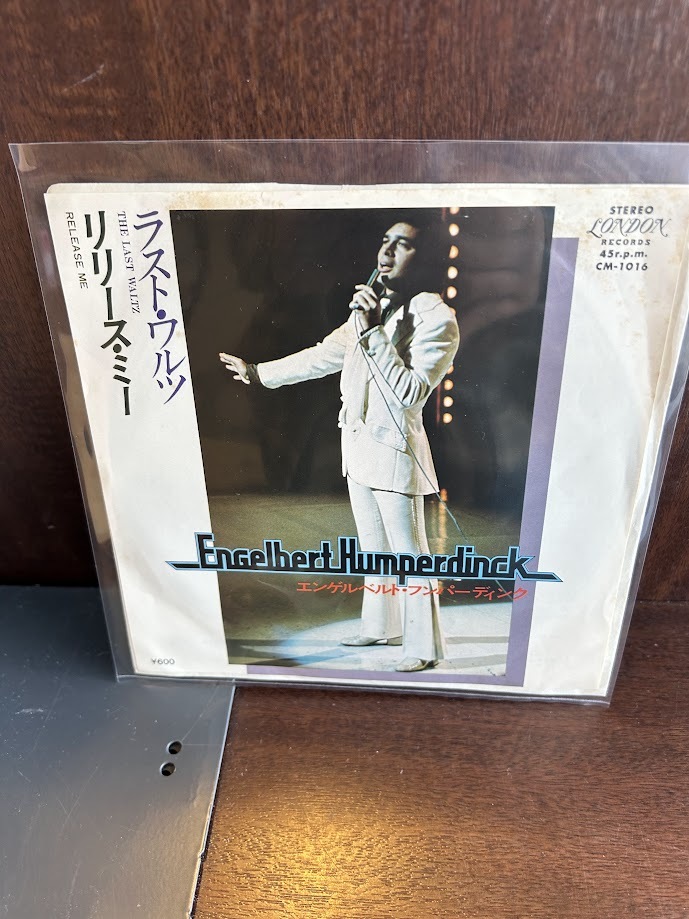 ラスト・ワルツ
THE LAST WALTZ
リリース・ミー
RELEASE ME
STEREO
LONDON
RECORDS
45r.p.m.
CM-1016
Engelbert Humperdinck
エンゲルベルト・フンパーディンク
¥600